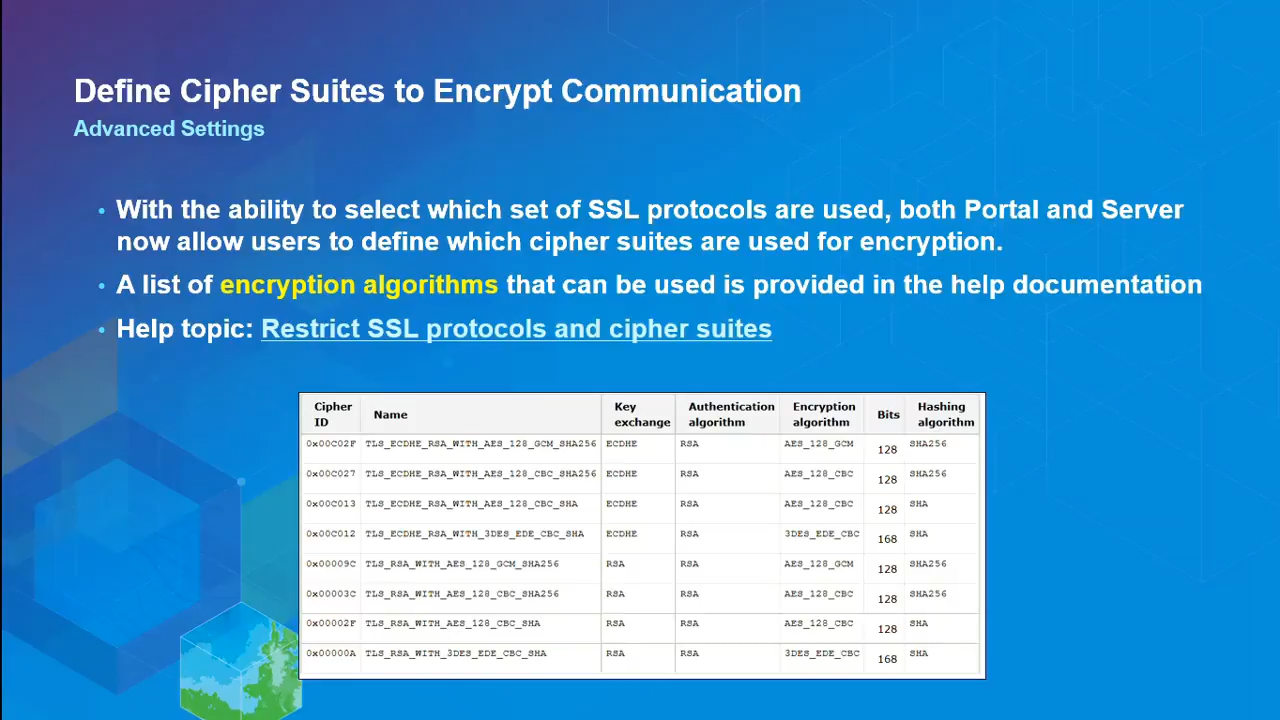 Define Cipher Suites to Encrypt Communication
Advanced Settings
• With the ability to select which set of SSL protocols are used, both Portal and Server
now allow users to define which cipher suites are used for encryption.
• A list of encryption algorithms that can be used is provided in the help documentation
• Help topic: Restrict SSL protocols and cipher suites
Cipher ID Name Key exchange Authentication algorithm Encryption algorithm Bits Hashing algorithm
0x00C02F TLS_ECDHE_RSA_WITH_AES_128_GCM_SHA256 ECDHE RSA AES_128_GCM 128 SHA256
0x00C027 TLS_ECDHE_RSA_WITH_AES_128_CBC_SHA256 ECDHE RSA AES_128_CBC 128 SHA256
0x00C013 TLS_ECDHE_RSA_WITH_AES_128_CBC_SHA ECDHE RSA AES_128_CBC 128 SHA
0x00C012 TLS_ECDHE_RSA_WITH_3DES_EDE_CBC_SHA ECDHE RSA 3DES_EDE_CBC 168 SHA
0x00009C TLS_RSA_WITH_AES_128_GCM_SHA256 RSA RSA AES_128_GCM 128 SHA256
0x00003C TLS_RSA_WITH_AES_128_CBC_SHA256 RSA RSA AES_128_CBC 128 SHA256
0x00002F TLS_RSA_WITH_AES_128_CBC_SHA RSA RSA AES_128_CBC 128 SHA
0x00000A TLS_RSA_WITH_3DES_EDE_CBC_SHA RSA RSA 3DES_EDE_CBC 168 SHA